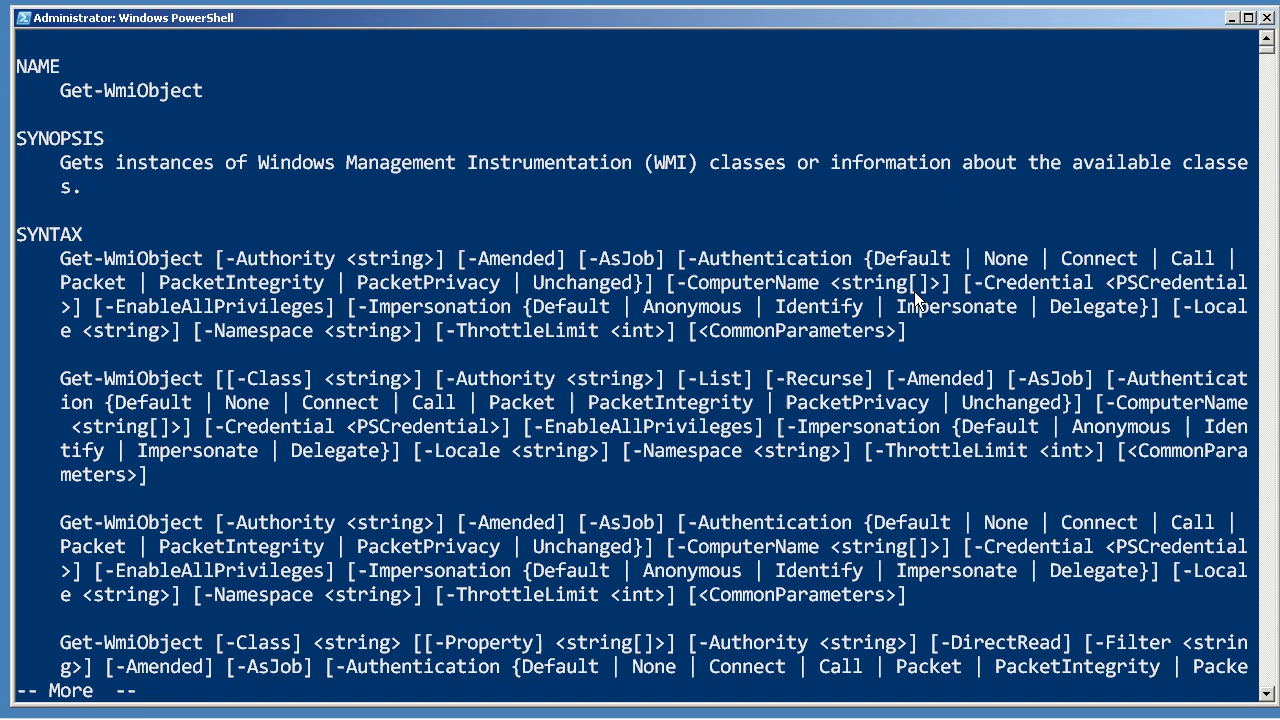 Administrator: Windows PowerShell
NAME
Get-WmiObject
SYNOPSIS
Gets instances of Windows Management Instrumentation (WMI) classes or information about the available classe
s.
SYNTAX
Get-WmiObject [-Authority <string>] [-Amended] [-AsJob] [-Authentication {Default | None | Connect | Call |
Packet | PacketIntegrity | PacketPrivacy | Unchanged}] [-ComputerName <string[]>] [-Credential <PSCredential
>] [-EnableAllPrivileges] [-Impersonation {Default | Anonymous | Identify | Impersonate | Delegate}] [-Local
e <string>] [-Namespace <string>] [-ThrottleLimit <int>] [<CommonParameters>]
Get-WmiObject [[-Class] <string>] [-Authority <string>] [-List] [-Recurse] [-Amended] [-AsJob] [-Authenticat
ion {Default | None | Connect | Call | Packet | PacketIntegrity | PacketPrivacy | Unchanged}] [-ComputerName
<string[]>] [-Credential <PSCredential>] [-EnableAllPrivileges] [-Impersonation {Default | Anonymous | Iden
tify | Impersonate | Delegate}] [-Locale <string>] [-Namespace <string>] [-ThrottleLimit <int>] [<CommonPara
meters>]
Get-WmiObject [-Authority <string>] [-Amended] [-AsJob] [-Authentication {Default | None | Connect | Call |
Packet | PacketIntegrity | PacketPrivacy | Unchanged}] [-ComputerName <string[]>] [-Credential <PSCredential
>] [-EnableAllPrivileges] [-Impersonation {Default | Anonymous | Identify | Impersonate | Delegate}] [-Local
e <string>] [-Namespace <string>] [-ThrottleLimit <int>] [<CommonParameters>]
Get-WmiObject [-Class] <string> [[-Property] <string[]>] [-Authority <string>] [-DirectRead] [-Filter <strin
g>] [-Amended] [-AsJob] [-Authentication {Default | None | Connect | Call | Packet | PacketIntegrity | Packe
-- More --